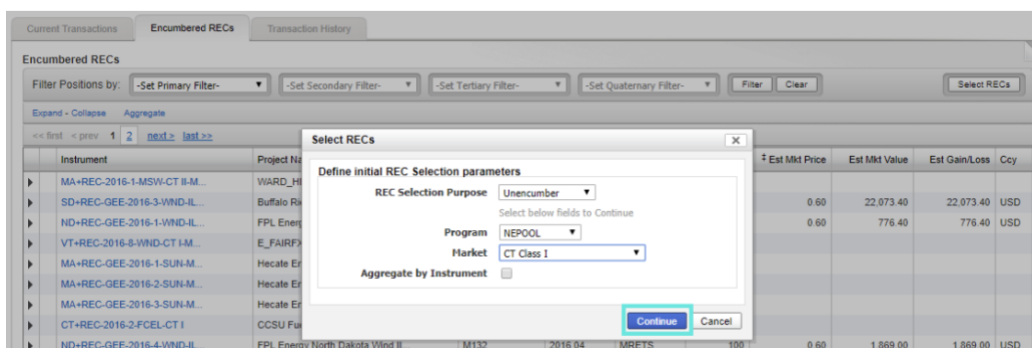 Current Transactions Encumbered RECs Transaction History
Encumbered RECs
Filter Positions by: -Set Primary Filter- -Set Secondary Filter- -Set Tertiary Filter- -Set Quaternary Filter- Filter Clear Select RECs
Expand - Collapse Aggregate
<< first < prev 1 2 next > last >>
Select RECs
Instrument Project Na Est Mkt Price Est Mkt Value Est Gain/Loss Ccy
Define initial REC Selection parameters
MA+REC-2016-1-MSW-CT II-M... WARD_HI
REC Selection Purpose Unencumber
SD+REC-GEE-2016-3-WND-IL... Buffalo Ri 0.60 22,073.40 22,073.40 USD
Select below fields to Continue
ND+REC-GEE-2016-1-WND-IL... FPL Energ 0.60 776.40 776.40 USD
Program NEPOOL
VT+REC-2016-8-WND-CT I-M... E_FAIRFX
Market CT Class I
MA+REC-GEE-2016-1-SUN-M... Hecate Er
Aggregate by Instrument
MA+REC-GEE-2016-2-SUN-M... Hecate Er
MA+REC-GEE-2016-3-SUN-M... Hecate Er
CT+REC-2016-2-FCEL-CT I CCSU Fue
Continue Cancel
ND+REC-GEE-2016-4-WND-IL... FPL Energy North Dakota Wind II M132 2016.04 MRETS 100 0.60 1,869.00 1,869.00 USD